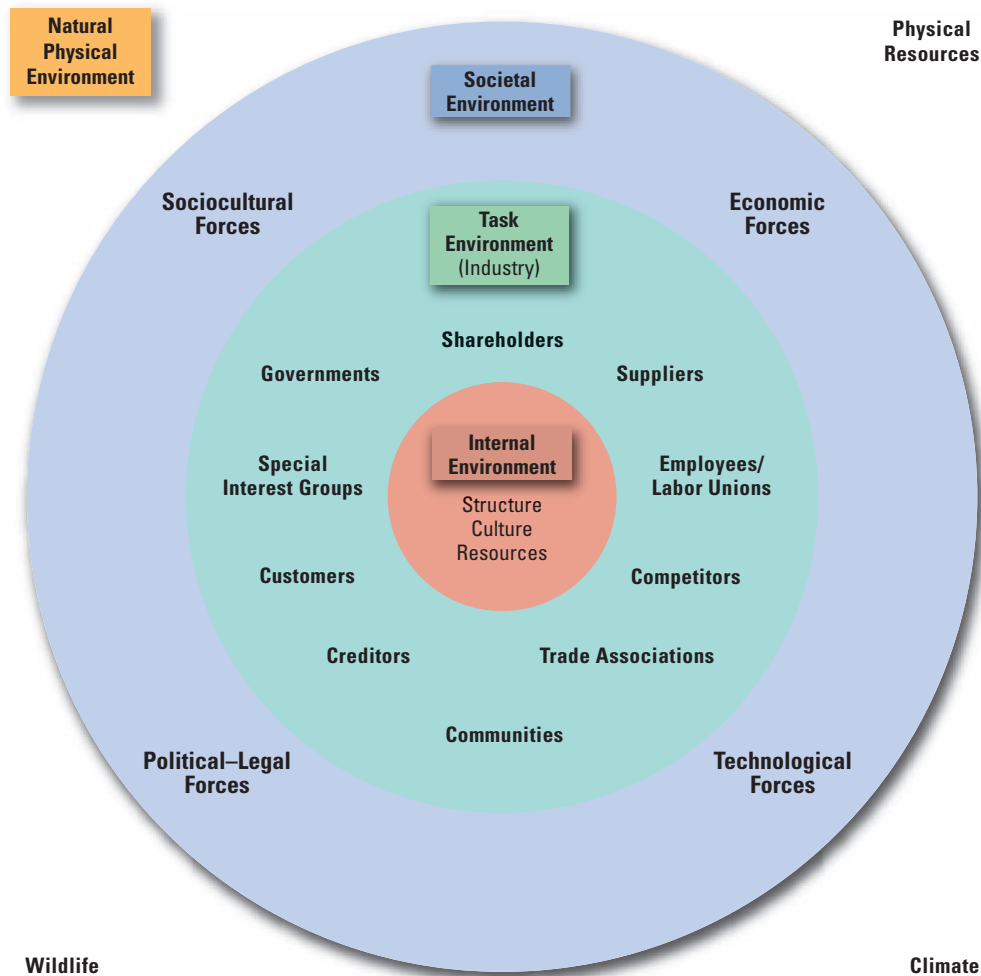 Natural
Physical
Environment
Physical
Resources
Societal
Environment
Sociocultural
Forces
Economic
Forces
Task
Environment
(Industry)
Shareholders
Governments
Suppliers
Internal
Environment
Structure
Culture
Resources
Special
Interest Groups
Employees/
Labor Unions
Customers
Competitors
Creditors
Trade Associations
Communities
Political–Legal
Forces
Technological
Forces
Wildlife
Climate